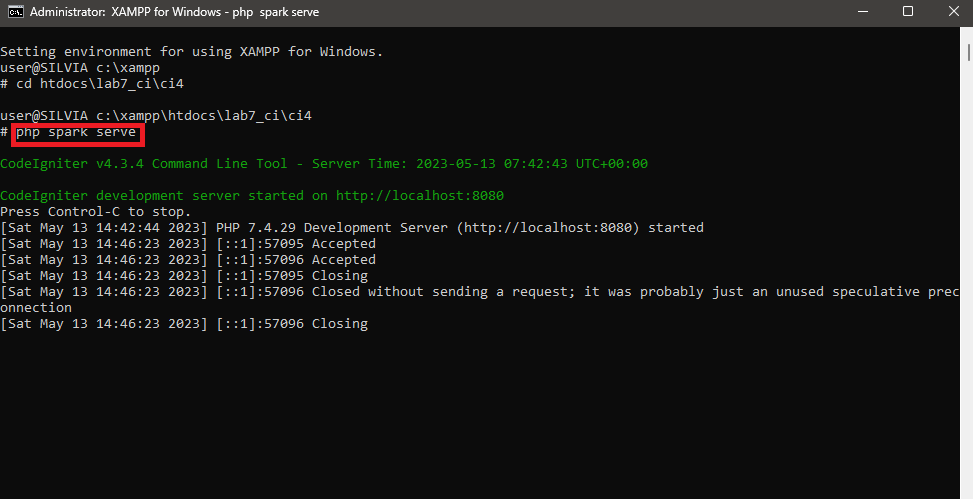 Administrator: XAMPP for Windows - php  spark serve
Setting environment for using XAMPP for Windows.
user@SILVIA c:\xampp
# cd htdocs\lab7_ci\ci4
user@SILVIA c:\xampp\htdocs\lab7_ci\ci4
# php spark serve
CodeIgniter v4.3.4 Command Line Tool - Server Time: 2023-05-13 07:42:43 UTC+00:00
CodeIgniter development server started on http://localhost:8080
Press Control-C to stop.
[Sat May 13 14:42:44 2023] PHP 7.4.29 Development Server (http://localhost:8080) started
[Sat May 13 14:46:23 2023] [::1]:57095 Accepted
[Sat May 13 14:46:23 2023] [::1]:57096 Accepted
[Sat May 13 14:46:23 2023] [::1]:57095 Closing
[Sat May 13 14:46:23 2023] [::1]:57096 Closed without sending a request; it was probably just an unused speculative prec
onnection
[Sat May 13 14:46:23 2023] [::1]:57096 Closing